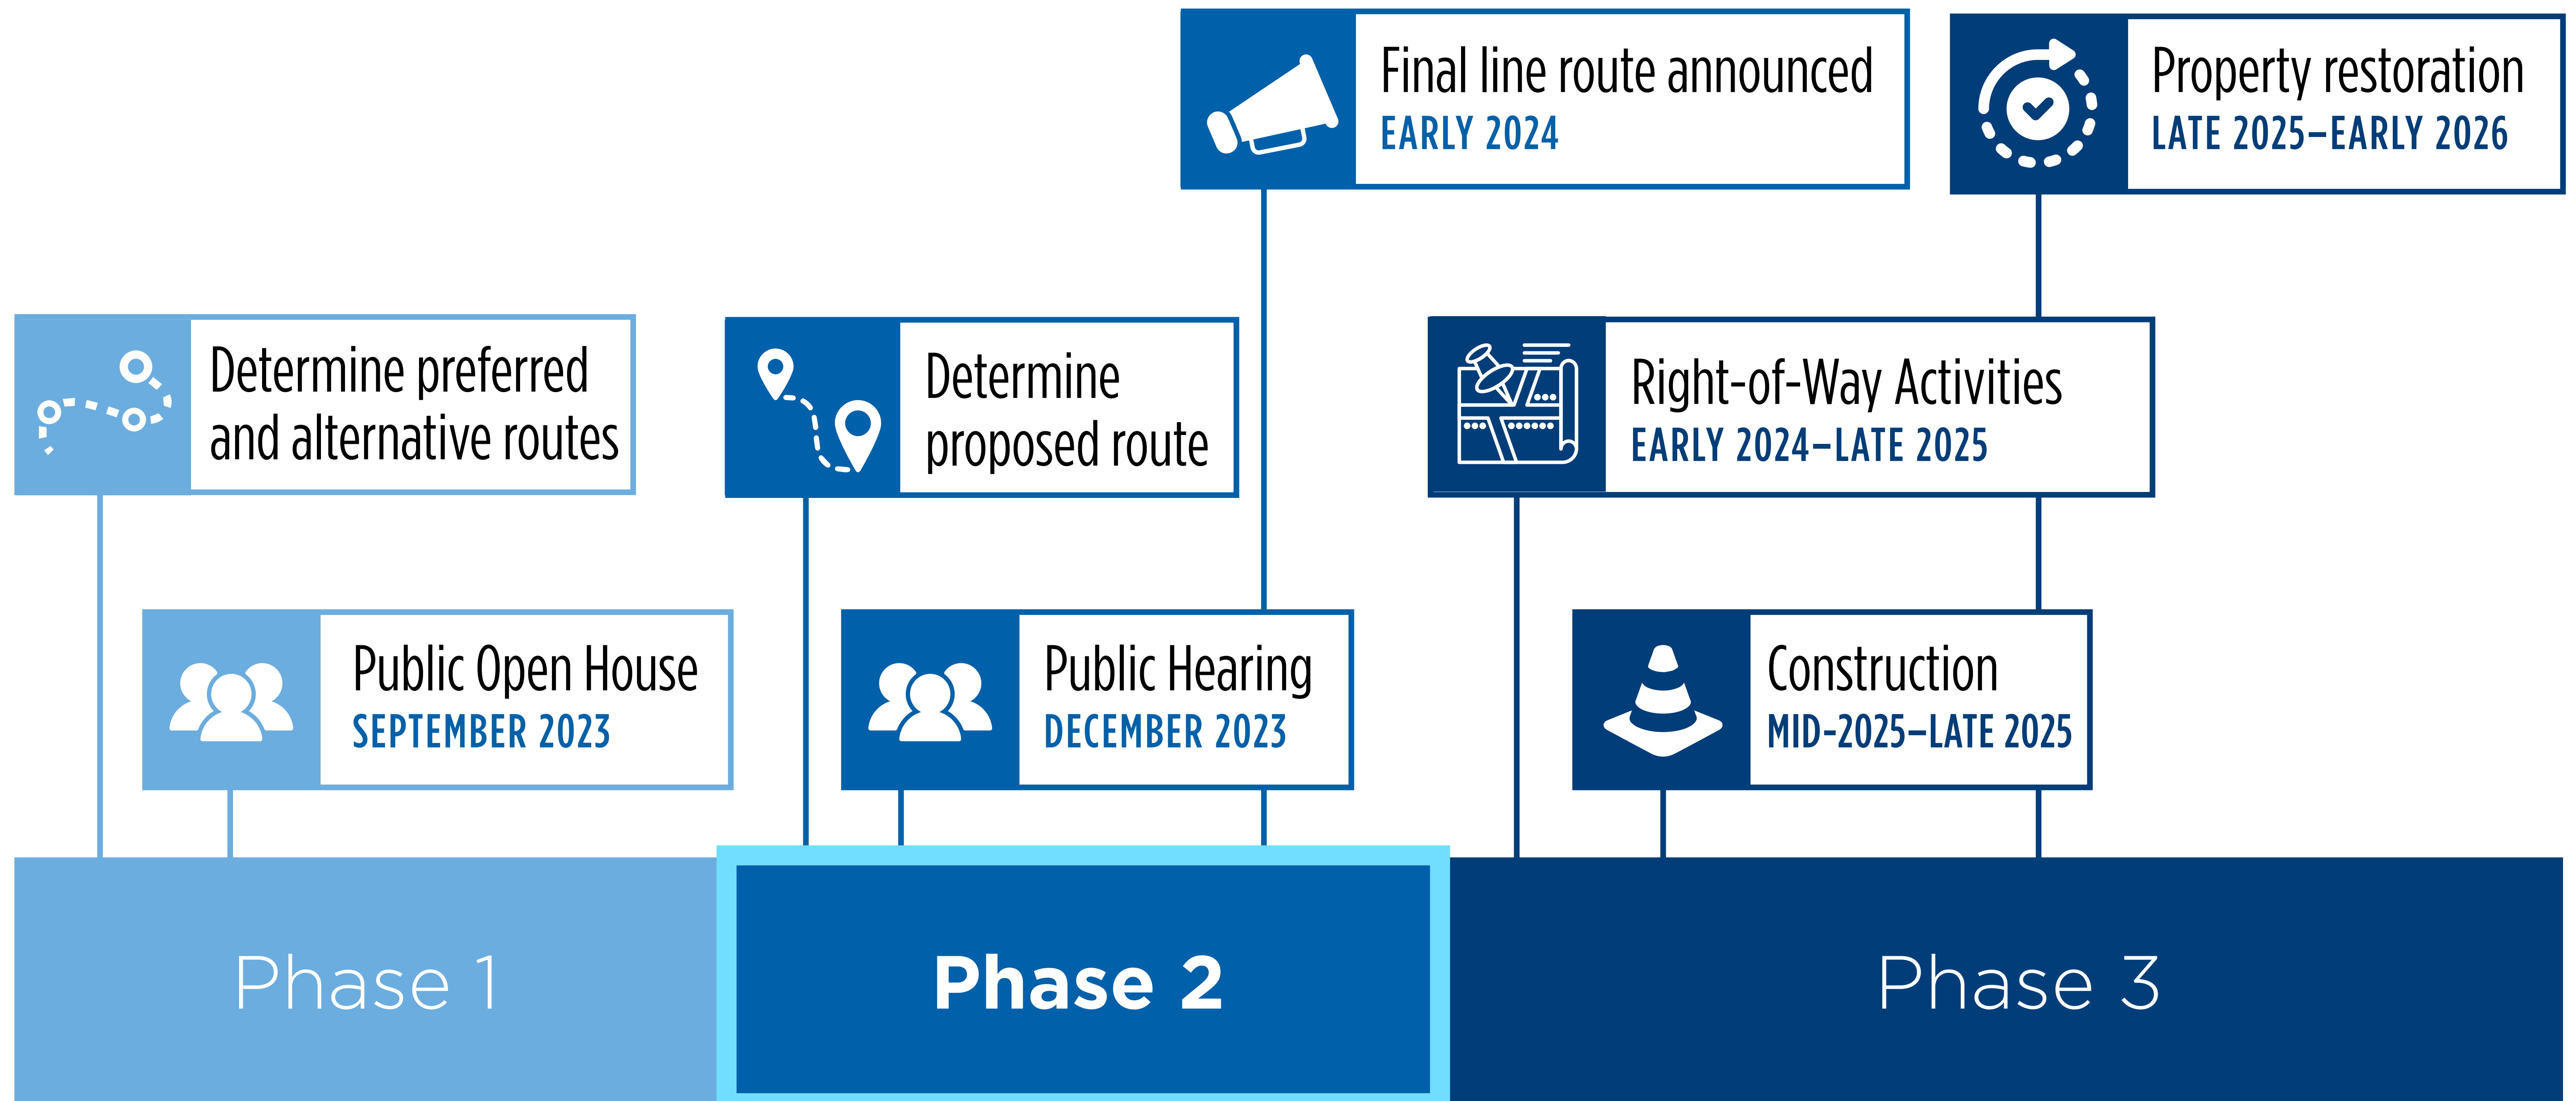 Final line route announced
EARLY 2024
Property restoration
LATE 2025–EARLY 2026
Determine preferred
and alternative routes
Determine
proposed route
Right-of-Way Activities
EARLY 2024–LATE 2025
Public Open House
SEPTEMBER 2023
Public Hearing
DECEMBER 2023
Construction
MID-2025–LATE 2025
Phase 1
Phase 2
Phase 3